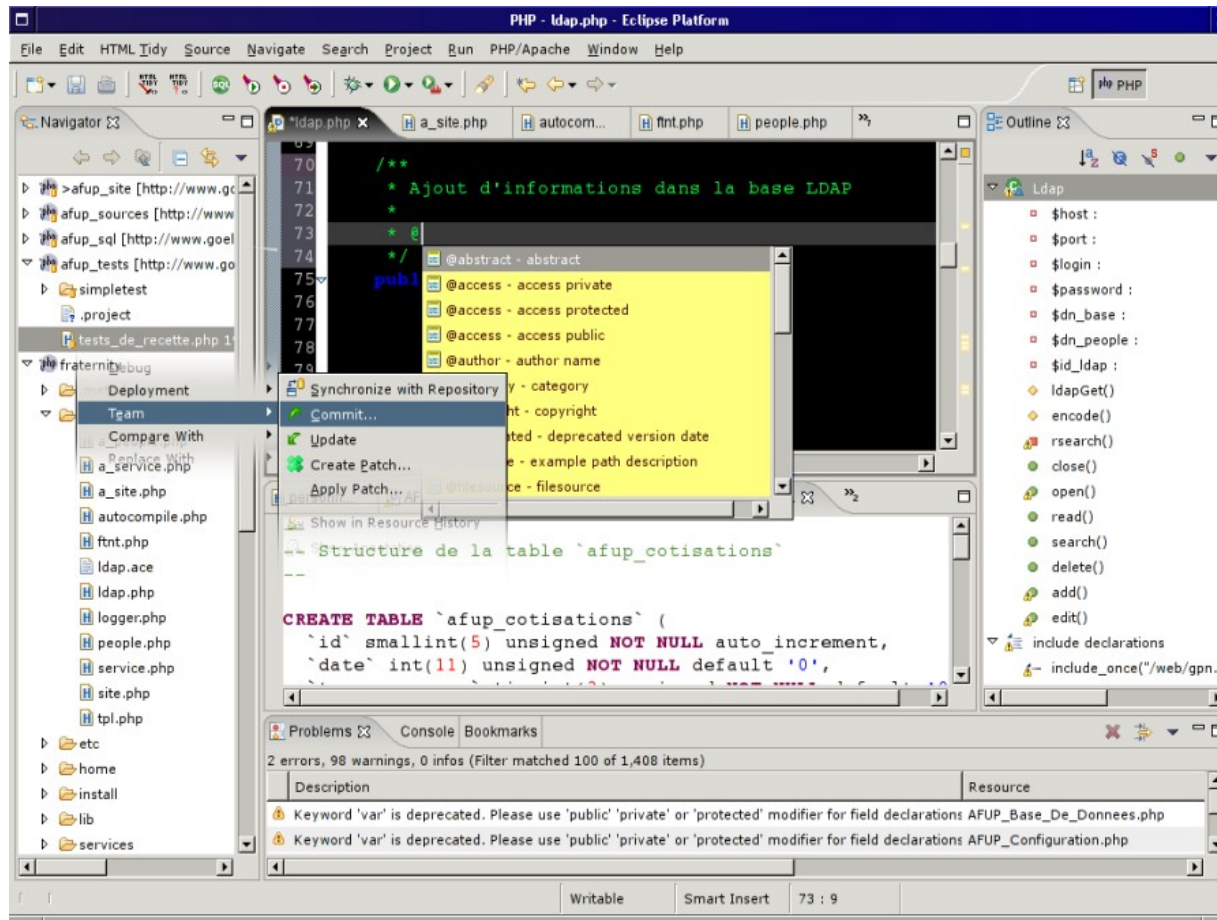 PHP - ldap.php - Eclipse Platform
File Edit HTML Tidy Source Navigate Search Project Run PHP/Apache Window Help
PHP
Navigator
>afup_site [http://www.go
afup_sources [http://www
afup_sql [http://www.goel
afup_tests [http://www.go
simpletest
.project
tests_de_recette.php
fraternity
a_service.php
a_site.php
autocompile.php
ftnt.php
ldap.ace
ldap.php
logger.php
people.php
service.php
site.php
tpl.php
etc
home
install
lib
services
Debug
Deployment
Team
Compare With
Replace With
Synchronize with Repository
Commit...
Update
Create Patch...
Apply Patch...
Show in Resource History
*ldap.php a_site.php autocom... ftnt.php people.php »7
69
70 /**
71 * Ajout d'informations dans la base LDAP
72 *
73 * @
74 */
75 publ
76
77
78
79
@abstract - abstract
@access - access private
@access - access protected
@access - access public
@author - author name
y - category
ht - copyright
ated - deprecated version date
e - example path description
@filesource - filesource
»2
-- Structure de la table `afup_cotisations`
--
CREATE TABLE `afup_cotisations` (
`id` smallint(5) unsigned NOT NULL auto_increment,
`date` int(11) unsigned NOT NULL default '0',
Outline
Ldap
$host :
$port :
$login :
$password :
$dn_base :
$dn_people :
$id_ldap :
ldapGet()
encode()
rsearch()
close()
open()
read()
search()
delete()
add()
edit()
include declarations
include_once("/web/gpn.
Problems Console Bookmarks
2 errors, 98 warnings, 0 infos (Filter matched 100 of 1,408 items)
Description Resource
Keyword 'var' is deprecated. Please use 'public' 'private' or 'protected' modifier for field declarations AFUP_Base_De_Donnees.php
Keyword 'var' is deprecated. Please use 'public' 'private' or 'protected' modifier for field declarations AFUP_Configuration.php
Writable Smart Insert 73 : 9